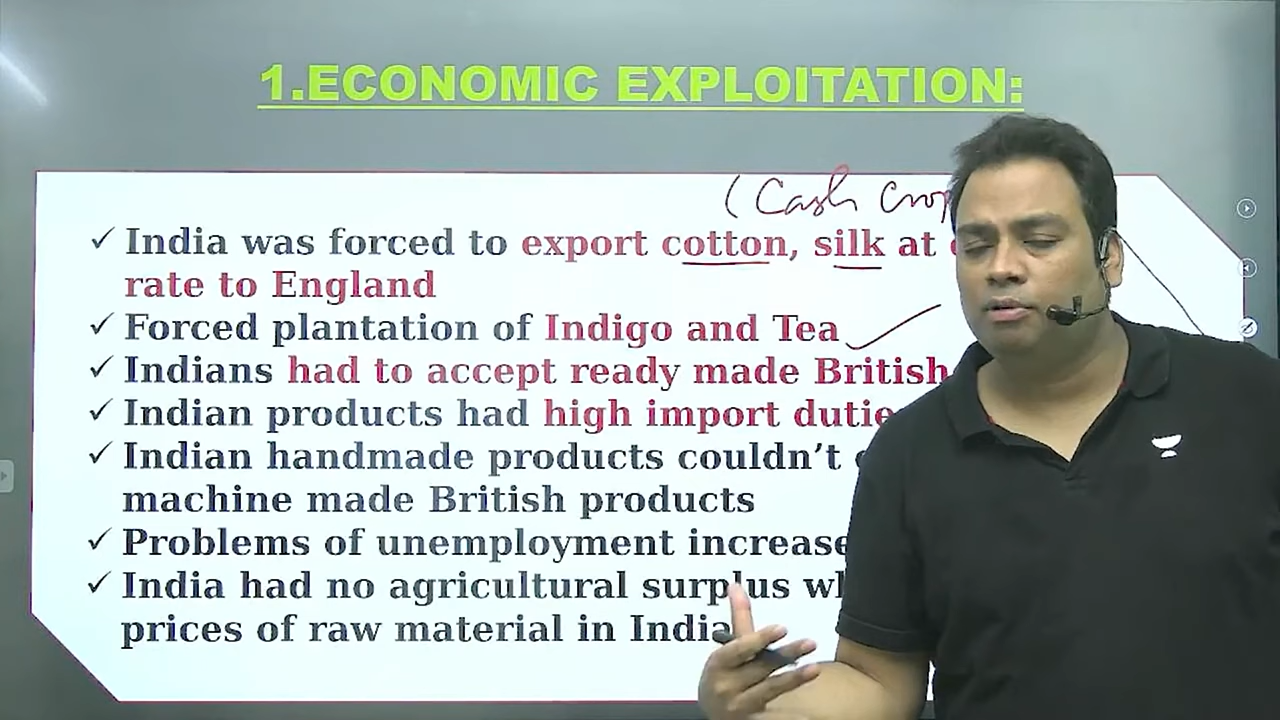 1.ECONOMIC EXPLOITATION:
(Cash crop
✓ India was forced to export cotton, silk at
rate to England
✓ Forced plantation of Indigo and Tea
✓ Indians had to accept ready made British
✓ Indian products had high import dutie
✓ Indian handmade products couldn’t
machine made British products
✓ Problems of unemployment increase
✓ India had no agricultural surplus wh
prices of raw material in India